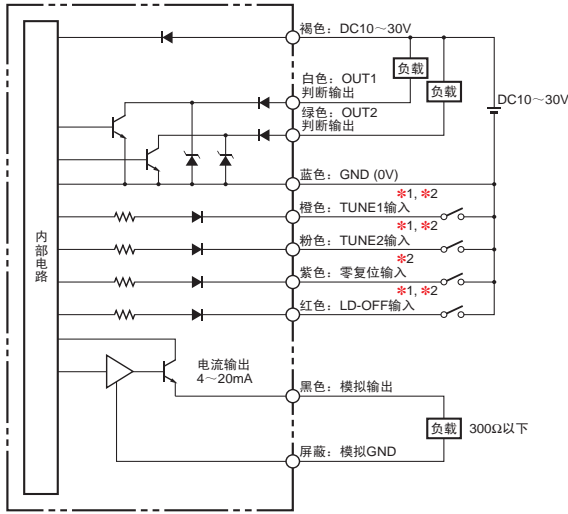 褐色：DC10～30V
负载
白色：OUT1
判断输出
负载
DC10～30V
绿色：OUT2
判断输出
蓝色：GND (0V)
✽1, ✽2
橙色：TUNE1输入
✽1, ✽2
粉色：TUNE2输入
✽2
紫色：零复位输入
✽1, ✽2
红色：LD-OFF输入
内部电路
电流输出
4～20mA
黑色：模拟输出
负载 300Ω以下
屏蔽：模拟GND